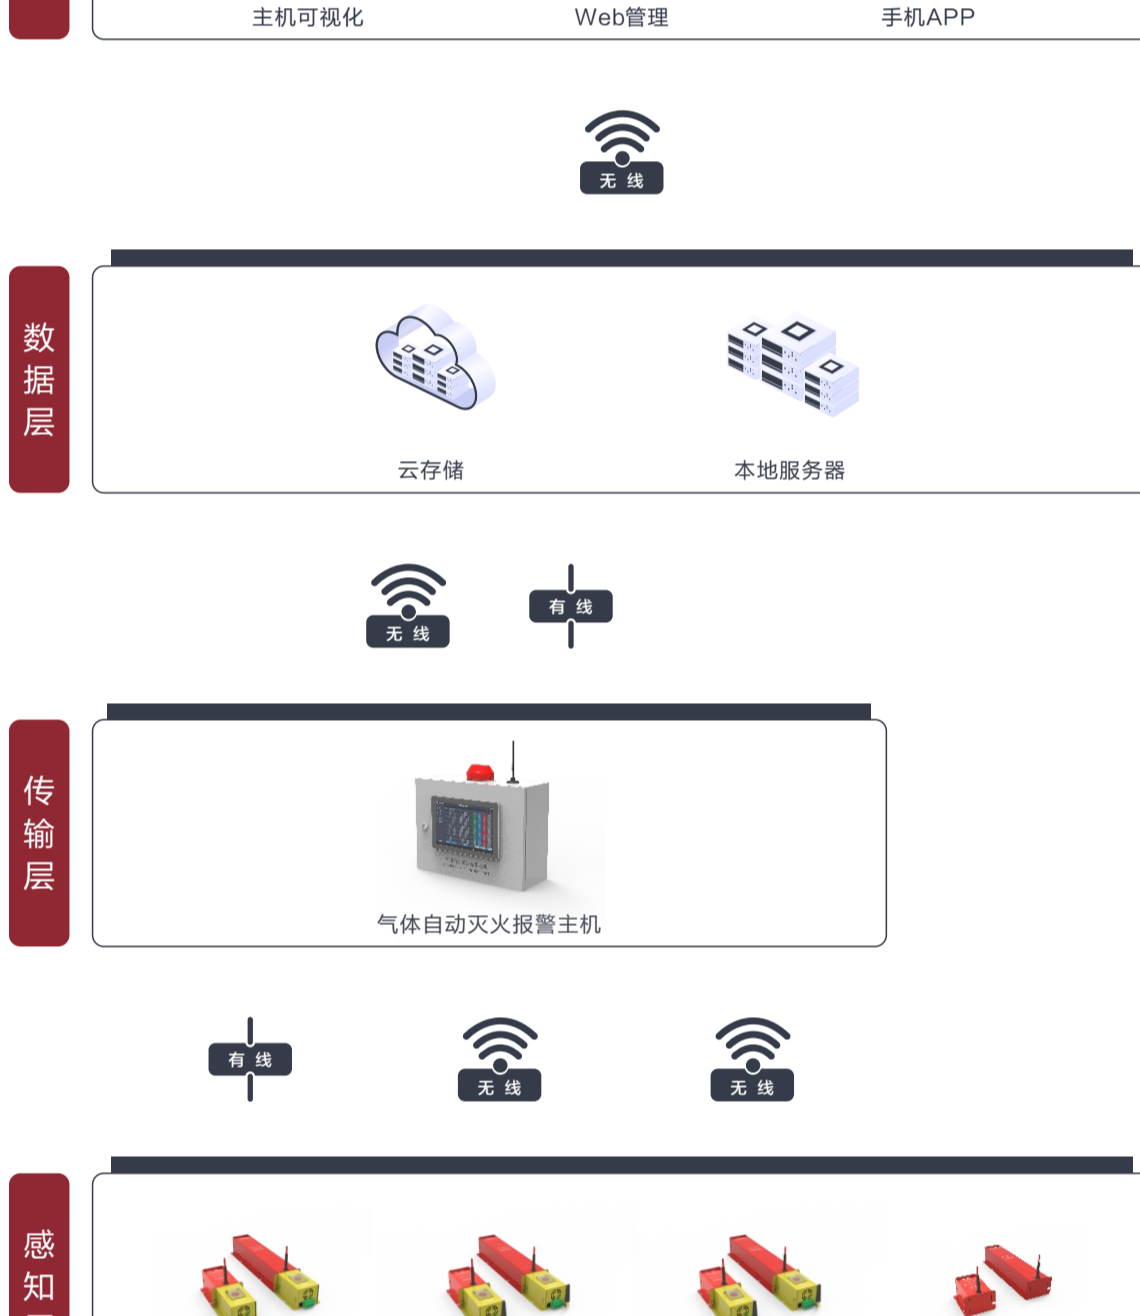 主机可视化 Web管理 手机APP
无 线
数据层
云存储 本地服务器
无 线 有 线
传输层
气体自动灭火报警主机
有 线 无 线 无 线
感知